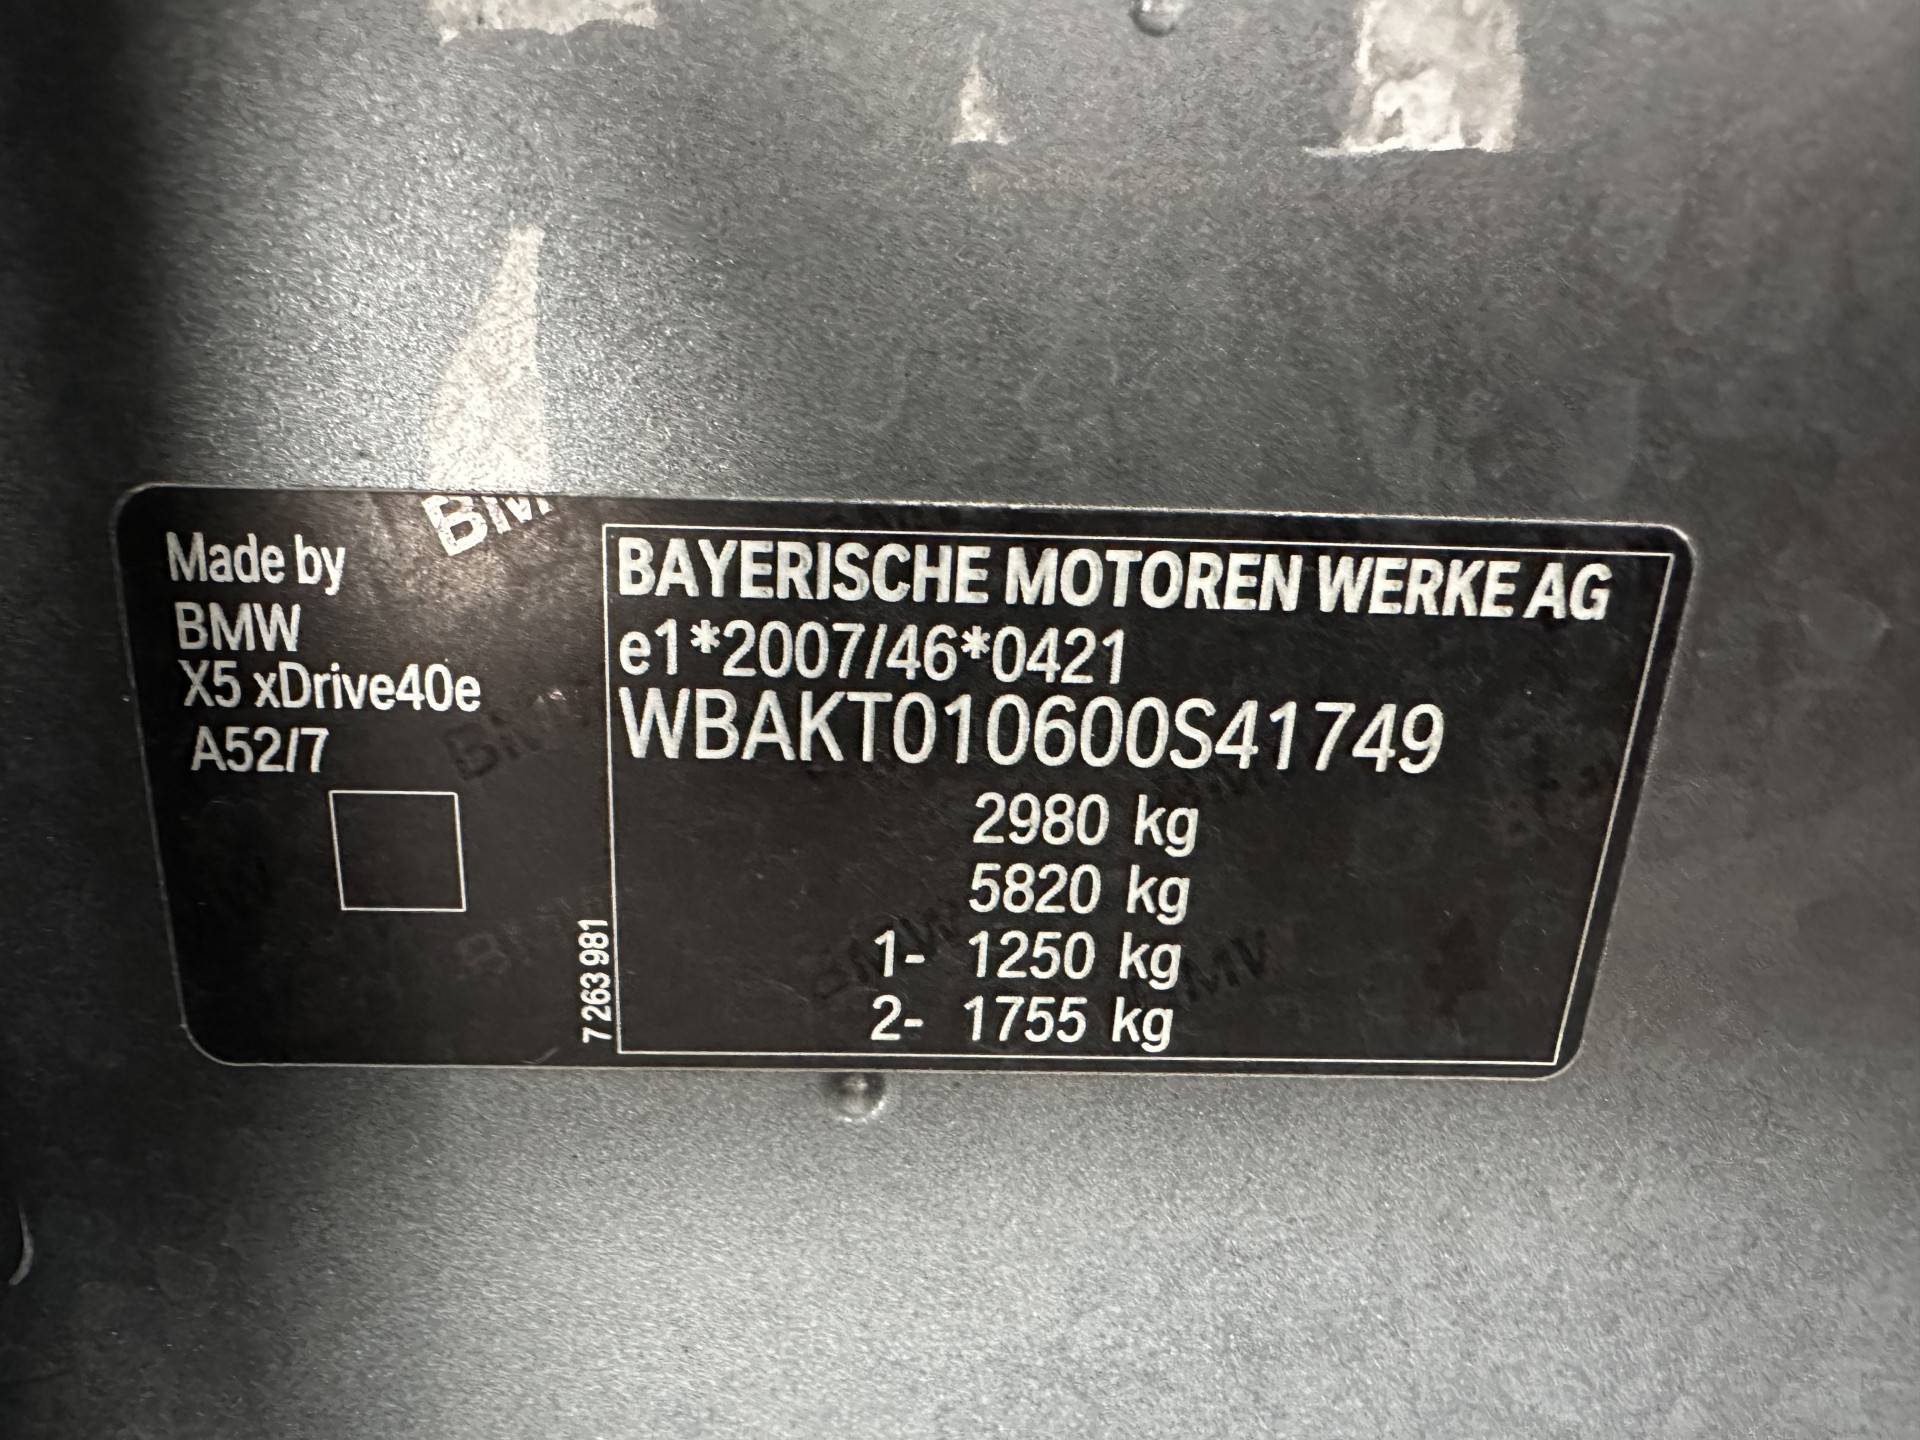 Made by
BMW
X5 xDrive40e
A52/7
7 263 981
BAYERISCHE MOTOREN WERKE AG
e1*2007/46*0421
WBAKT010600S41749
2980 kg
5820 kg
1- 1250 kg
2- 1755 kg